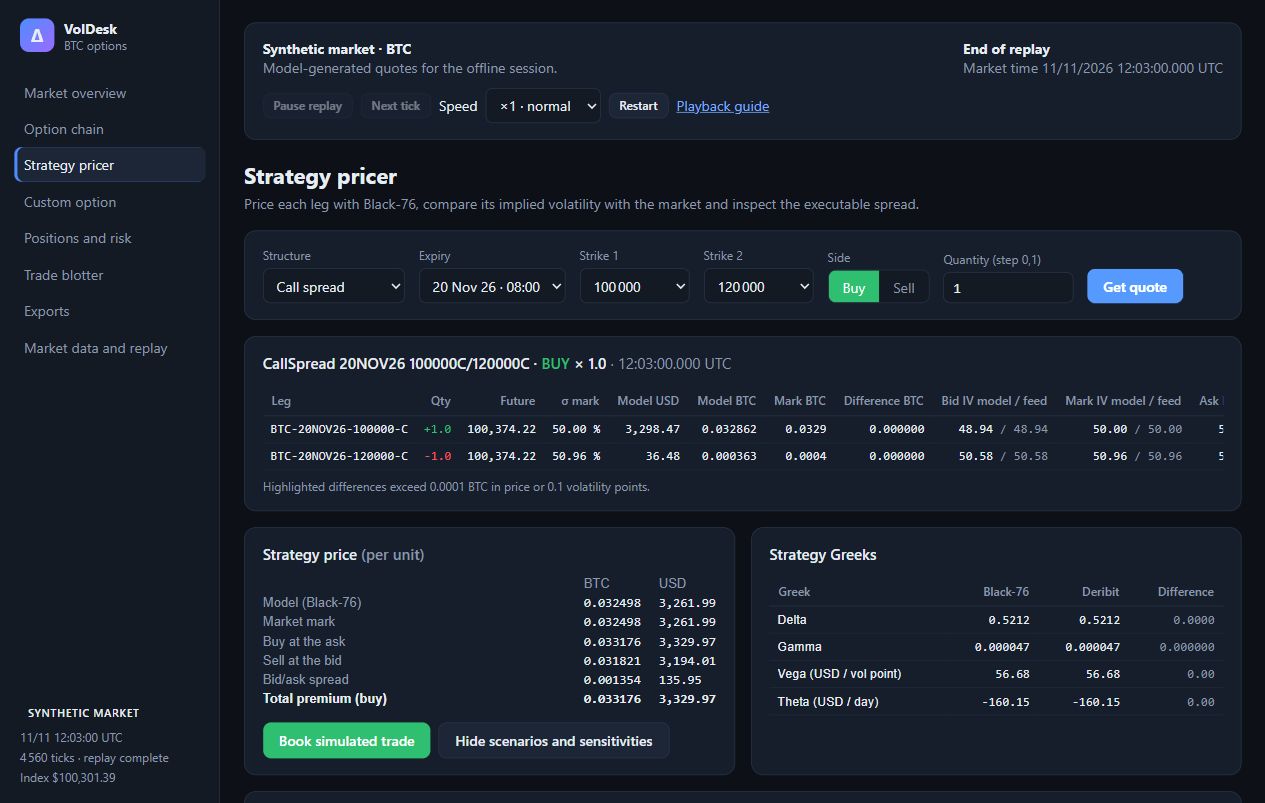 Δ
VolDesk
BTC options
Market overview
Option chain
Strategy pricer
Custom option
Positions and risk
Trade blotter
Exports
Market data and replay
SYNTHETIC MARKET
11/11 12:03:00 UTC
4 560 ticks · replay complete
Index $100,301.39
Synthetic market · BTC
Model-generated quotes for the offline session.
End of replay
Market time 11/11/2026 12:03:00.000 UTC
Pause replay Next tick Speed ×1 · normal Restart Playback guide
Strategy pricer
Price each leg with Black-76, compare its implied volatility with the market and inspect the executable spread.
Structure Expiry Strike 1 Strike 2 Side Quantity (step 0,1)
Call spread 20 Nov 26 · 08:00 100 000 120 000 Buy Sell 1 Get quote
CallSpread 20NOV26 100000C/120000C · BUY × 1.0 · 12:03:00.000 UTC
Leg Qty Future σ mark Model USD Model BTC Mark BTC Difference BTC Bid IV model / feed Mark IV model / feed Ask
BTC-20NOV26-100000-C +1.0 100,374.22 50.00 % 3,298.47 0.032862 0.0329 0.000000 48.94 / 48.94 50.00 / 50.00 5
BTC-20NOV26-120000-C -1.0 100,374.22 50.96 % 36.48 0.000363 0.0004 0.000000 50.58 / 50.58 50.96 / 50.96 5
Highlighted differences exceed 0.0001 BTC in price or 0.1 volatility points.
Strategy price (per unit)
BTC USD
Model (Black-76) 0.032498 3,261.99
Market mark 0.032498 3,261.99
Buy at the ask 0.033176 3,329.97
Sell at the bid 0.031821 3,194.01
Bid/ask spread 0.001354 135.95
Total premium (buy) 0.033176 3,329.97
Book simulated trade Hide scenarios and sensitivities
Strategy Greeks
Greek Black-76 Deribit Difference
Delta 0.5212 0.5212 0.0000
Gamma 0.000047 0.000047 0.000000
Vega (USD / vol point) 56.68 56.68 0.00
Theta (USD / day) -160.15 -160.15 0.00